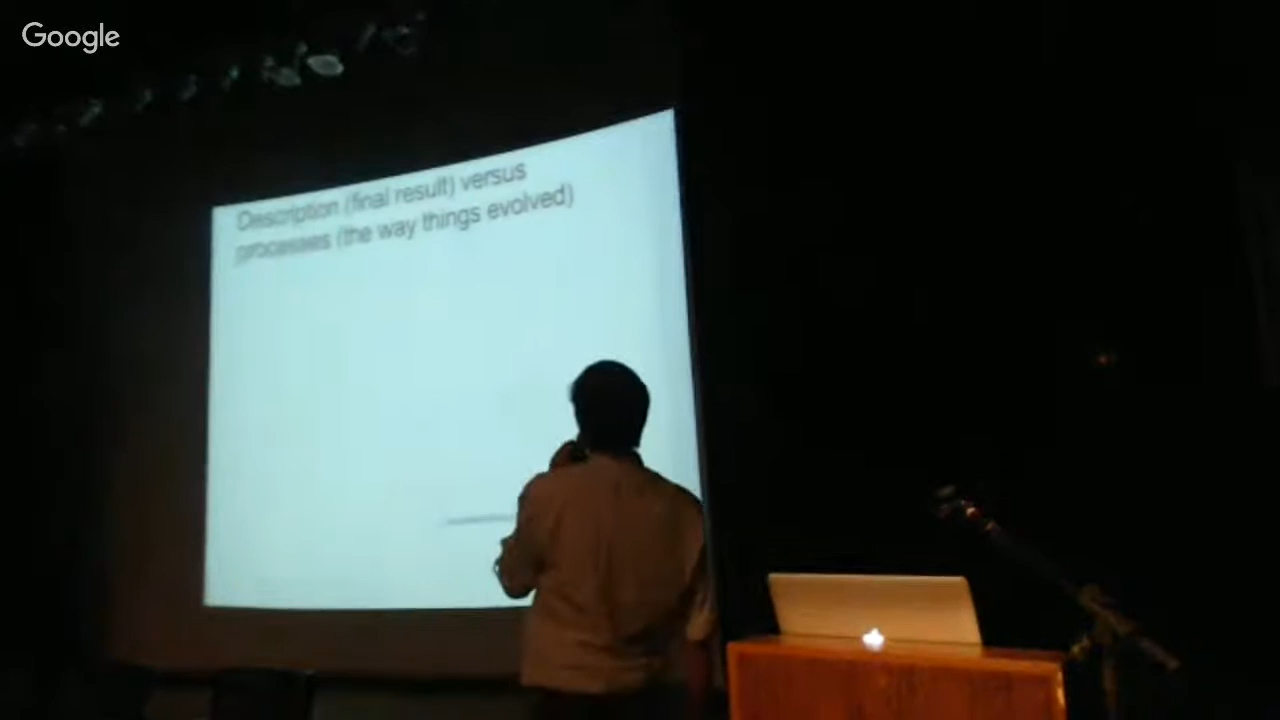 Google
Description (final result) versus
processes (the way things evolved)